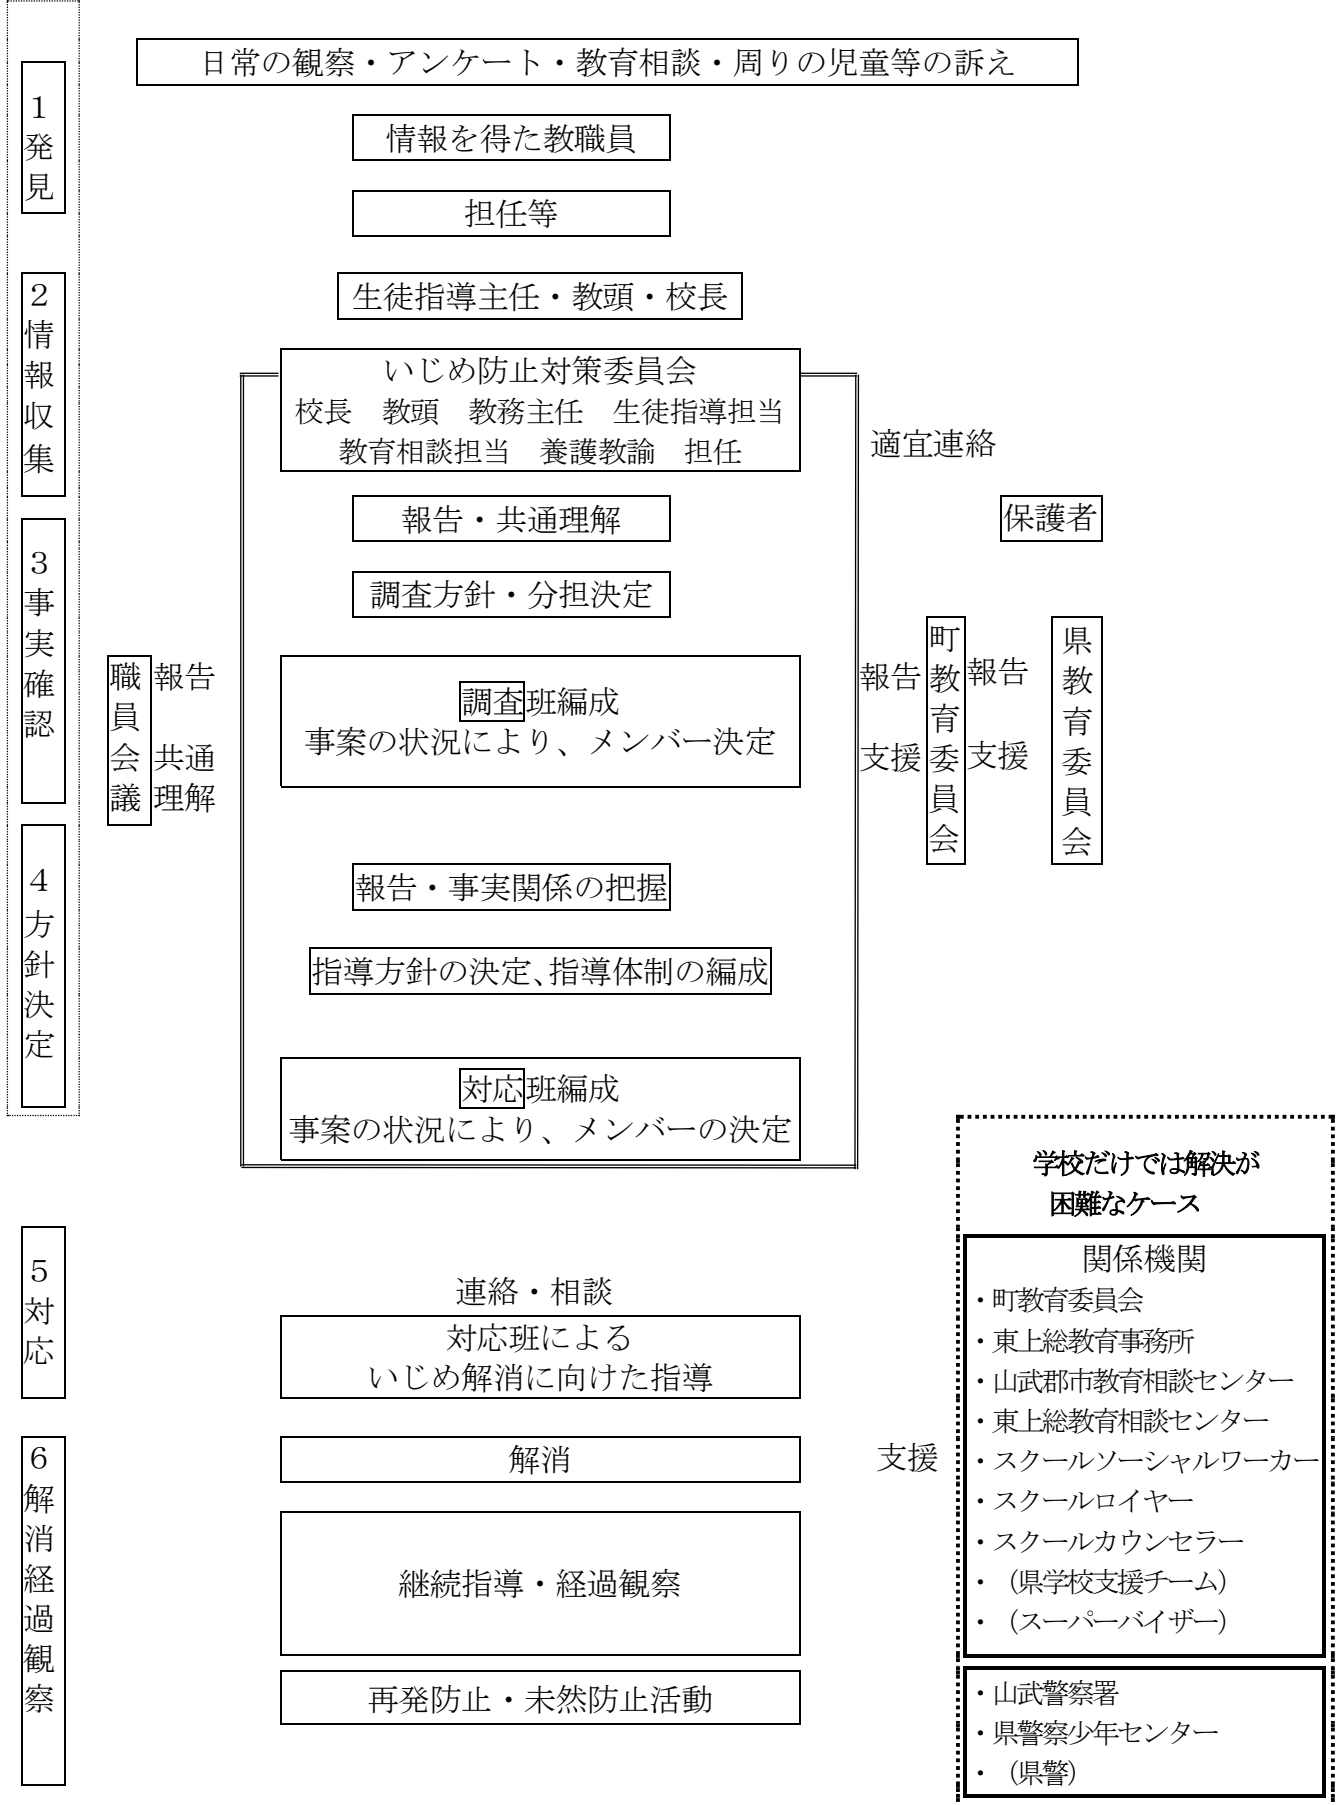 日常の観察・アンケート・教育相談・周りの児童等の訴え
１発見
情報を得た教職員
担任等
２情報収集
生徒指導主任・教頭・校長
いじめ防止対策委員会
校長　教頭　教務主任　生徒指導担当
教育相談担当　養護教諭　担任
適宜連絡
保護者
３事実確認
報告・共通理解
調査方針・分担決定
職員会議
報告
共通
理解
調査班編成
事案の状況により、メンバー決定
報告
支援
町教育委員会
報告
支援
県教育委員会
４方針決定
報告・事実関係の把握
指導方針の決定、指導体制の編成
対応班編成
事案の状況により、メンバーの決定
５対応
連絡・相談
対応班による
いじめ解消に向けた指導
６解消経過観察
解消
継続指導・経過観察
再発防止・未然防止活動
支援
学校だけでは解決が
困難なケース
関係機関
・町教育委員会
・東上総教育事務所
・山武郡市教育相談センター
・東上総教育相談センター
・スクールソーシャルワーカー
・スクールロイヤー
・スクールカウンセラー
・（県学校支援チーム）
・（スーパーバイザー）
・山武警察署
・県警察少年センター
・（県警）